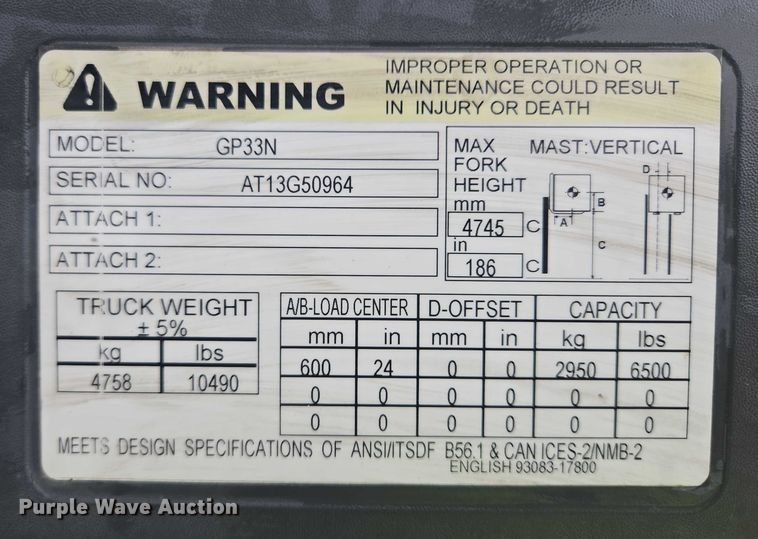 WARNING
IMPROPER OPERATION OR
MAINTENANCE COULD RESULT
IN INJURY OR DEATH
MODEL: GP33N
SERIAL NO: AT13G50964
ATTACH 1:
ATTACH 2:
MAX
FORK
HEIGHT
mm
4745 C
in
186 C
MAST:VERTICAL
D
B
A
C
TRUCK WEIGHT
± 5%
kg lbs
4758 10490
A/B-LOAD CENTER D-OFFSET CAPACITY
mm in mm in kg lbs
600 24 0 0 2950 6500
0 0 0 0 0 0
0 0 0 0 0 0
MEETS DESIGN SPECIFICATIONS OF ANSI/ITSDF B56.1 & CAN ICES-2/NMB-2
ENGLISH 93083-17800
Purple Wave Auction